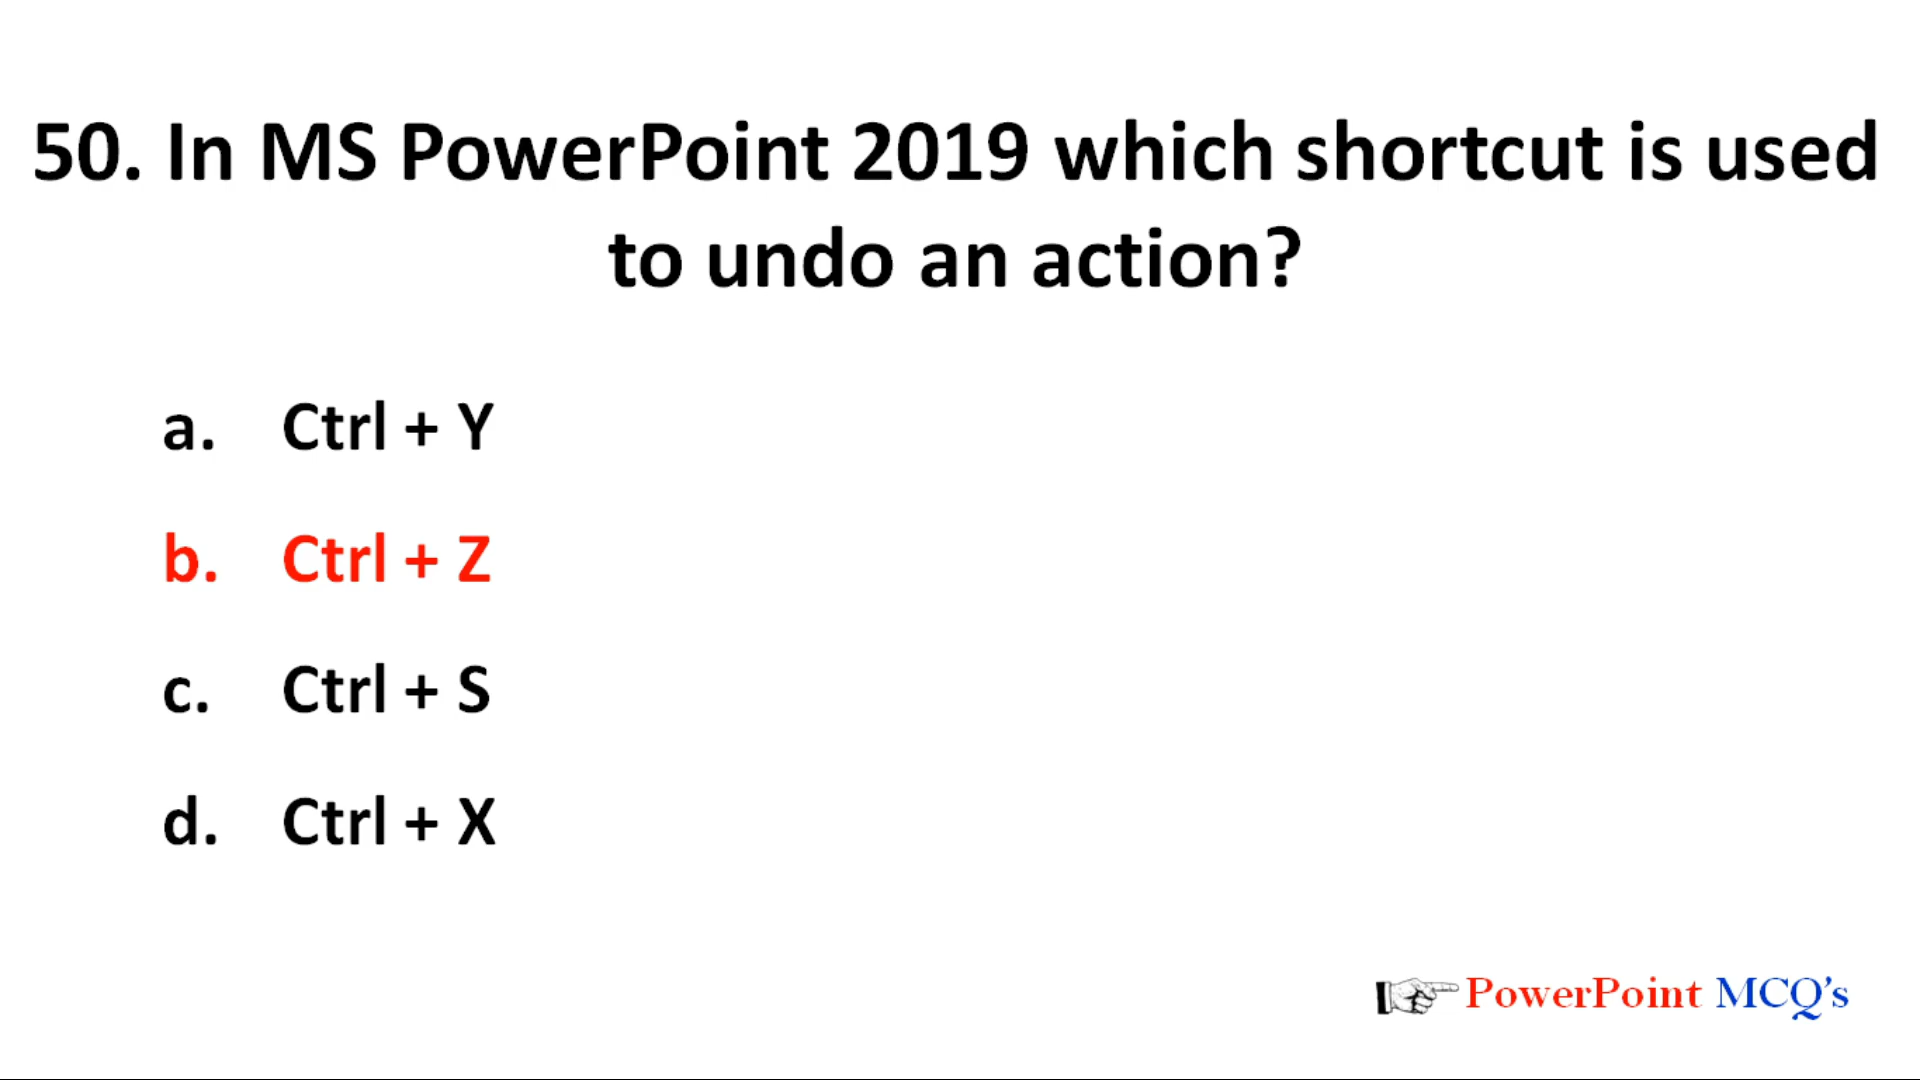 50. In MS PowerPoint 2019 which shortcut is used
to undo an action?
a. Ctrl + Y
b. Ctrl + Z
c. Ctrl + S
d. Ctrl + X
PowerPoint MCQ's